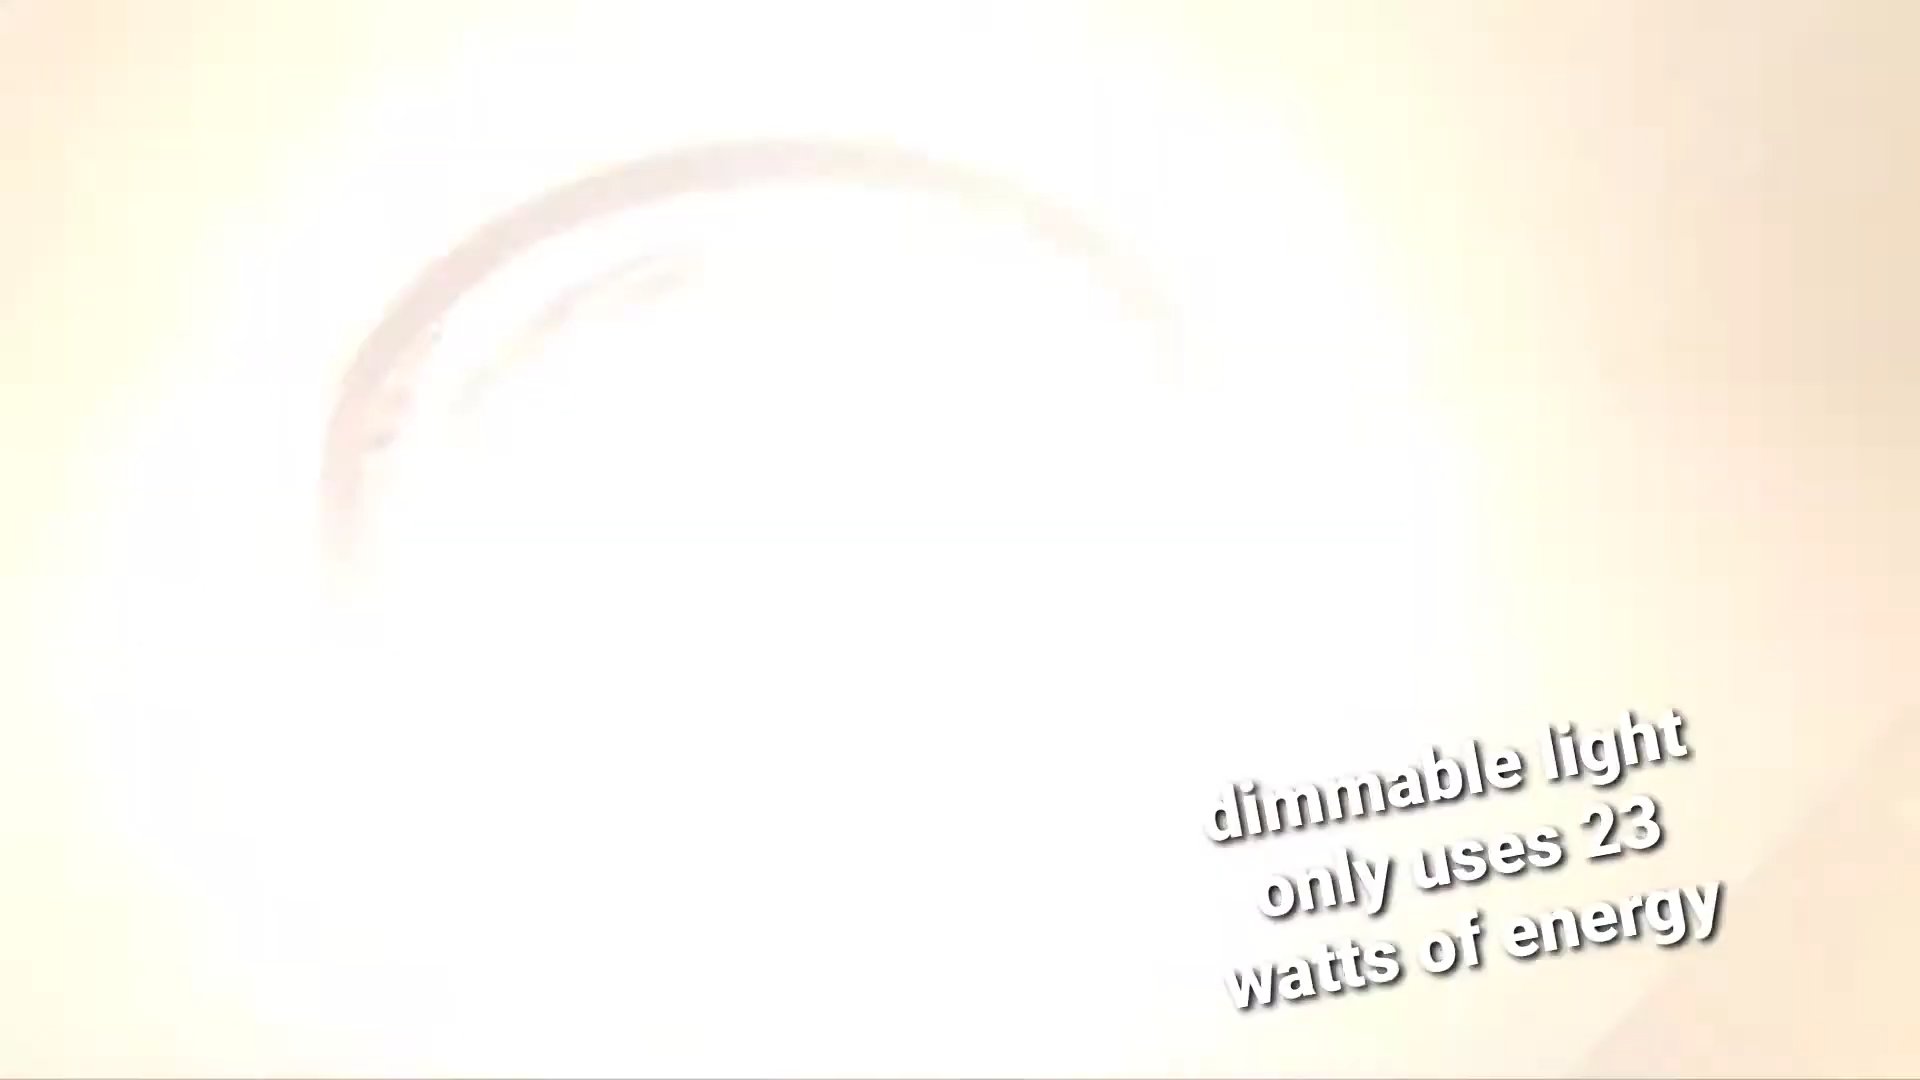 dimmable light
only uses 23
watts of energy